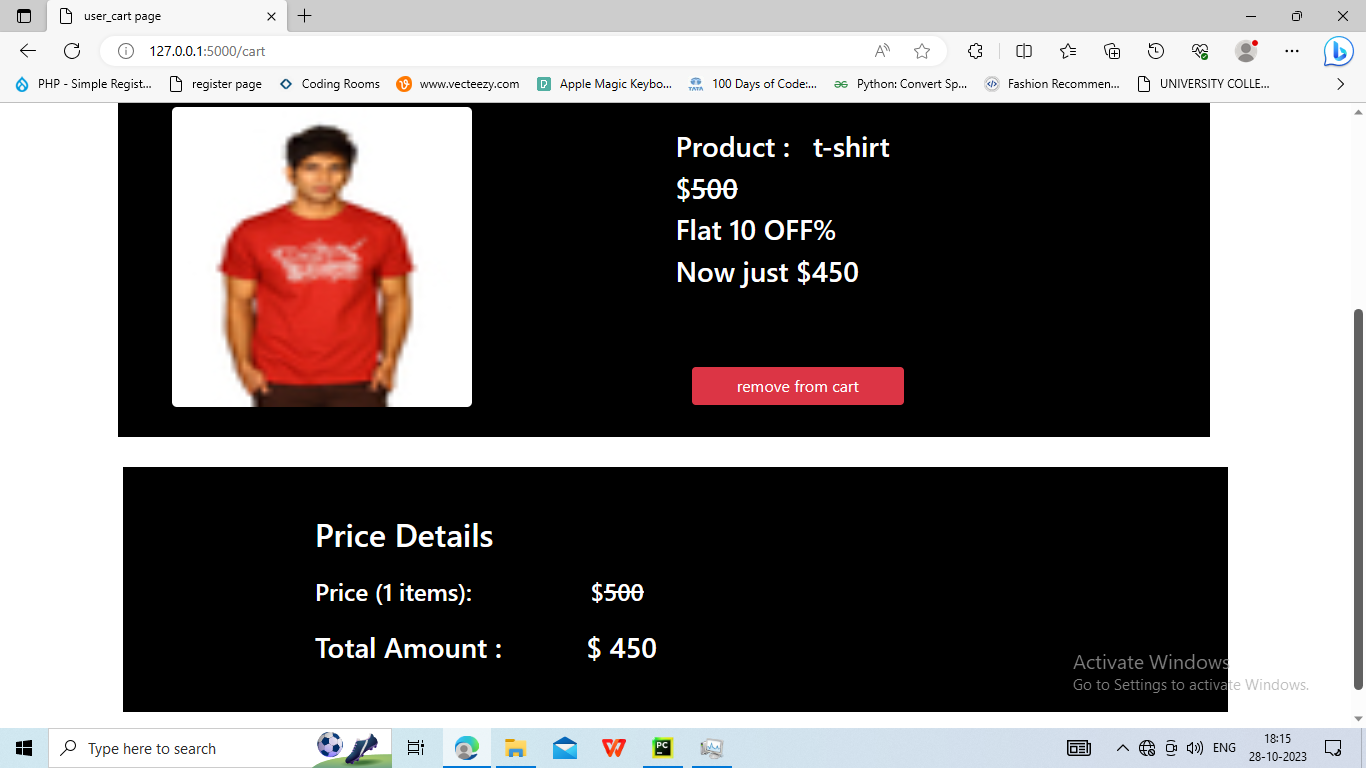 user_cart page
127.0.0.1:5000/cart
PHP - Simple Regist...
register page
Coding Rooms
www.vecteezy.com
Apple Magic Keybo...
TATA
100 Days of Code:...
Python: Convert Sp...
Fashion Recommen...
UNIVERSITY COLLE...
Product : t-shirt
$500
Flat 10 OFF%
Now just $450
remove from cart
Price Details
Price (1 items): $500
Total Amount : $ 450
Activate Windows
Go to Settings to activate Windows.
Type here to search
PC
ENG
18:15
28-10-2023